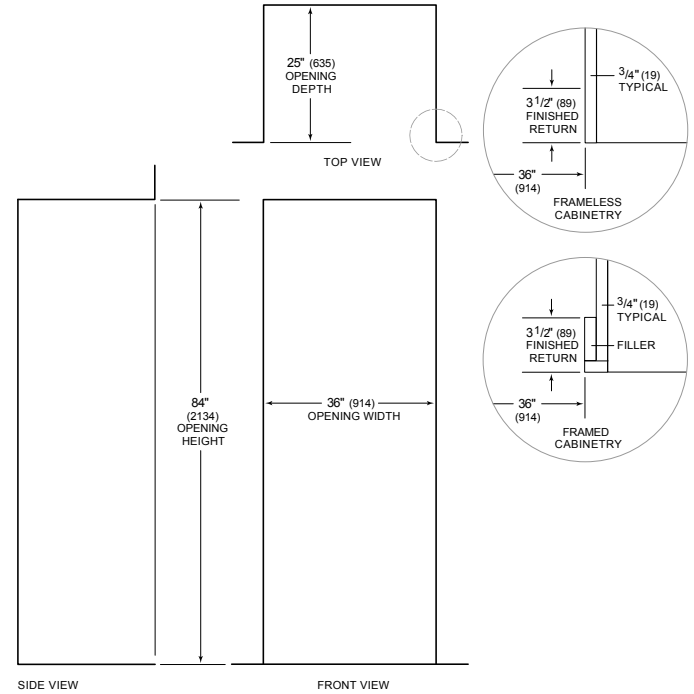 25" (635)
OPENING
DEPTH
TOP VIEW
3/4" (19)
TYPICAL
3 1/2" (89)
FINISHED
RETURN
36"
(914)
FRAMELESS
CABINETRY
3/4" (19)
TYPICAL
3 1/2" (89)
FINISHED
RETURN
FILLER
36"
(914)
FRAMED
CABINETRY
84"
(2134)
OPENING
HEIGHT
36" (914)
OPENING WIDTH
SIDE VIEW
FRONT VIEW